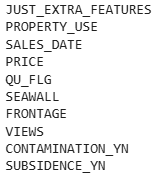 JUST_EXTRA_FEATURES
PROPERTY_USE
SALES_DATE
PRICE
QU_FLG
SEAWALL
FRONTAGE
VIEWS
CONTAMINATION_YN
SUBSIDENCE_YN